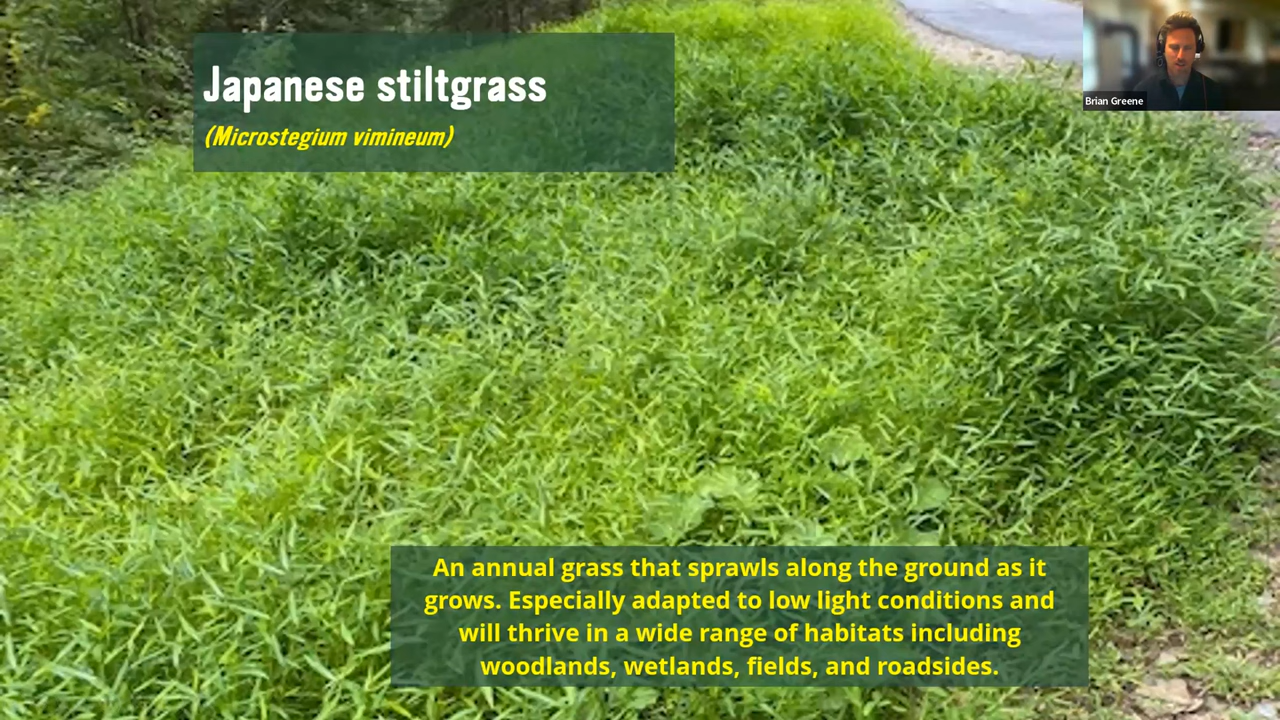 Japanese stiltgrass
(Microstegium vimineum)
Brian Greene
An annual grass that sprawls along the ground as it
grows. Especially adapted to low light conditions and
will thrive in a wide range of habitats including
woodlands, wetlands, fields, and roadsides.